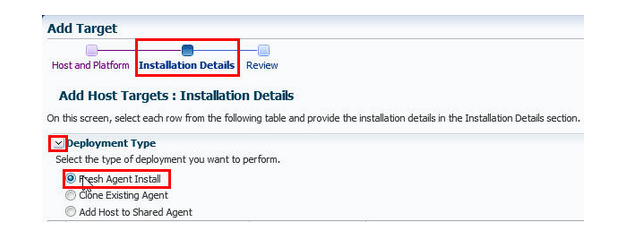 Add Target
Host and Platform Installation Details Review
Add Host Targets : Installation Details
On this screen, select each row from the following table and provide the installation details in the Installation Details section.
Deployment Type
Select the type of deployment you want to perform.
Fresh Agent Install
Clone Existing Agent
Add Host to Shared Agent